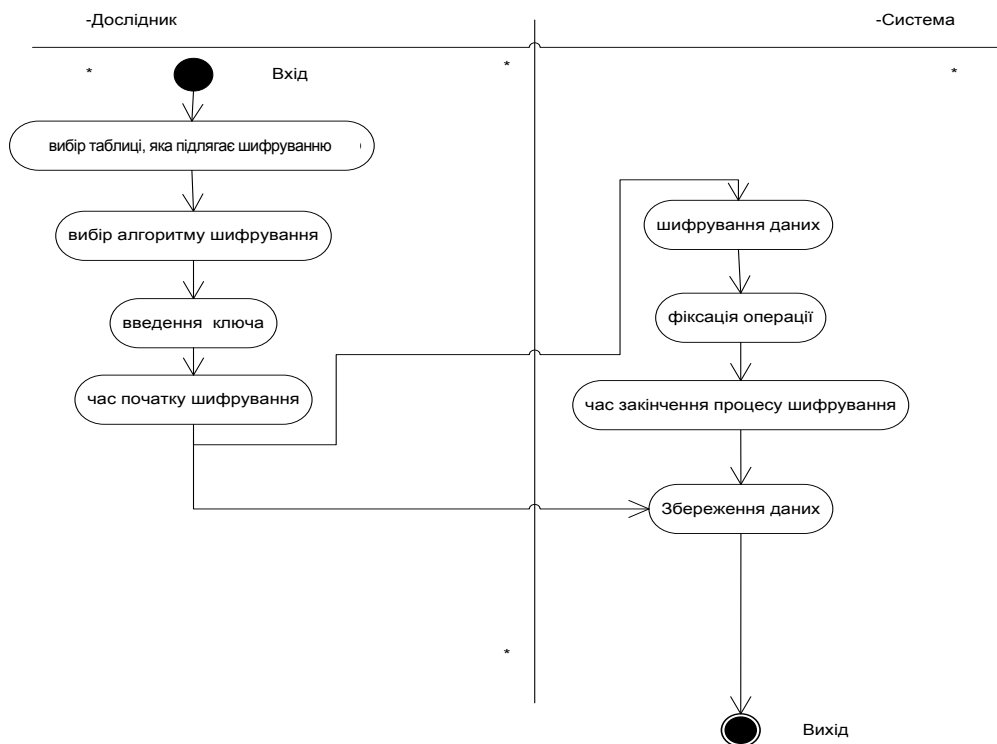 -Дослідник
-Система
* Вхід * *
вибір таблиці, яка підлягає шифруванню
вибір алгоритму шифрування
введення ключа
час початку шифрування
шифрування даних
фіксація операції
час закінчення процесу шифрування
Збереження даних
*
Вихід